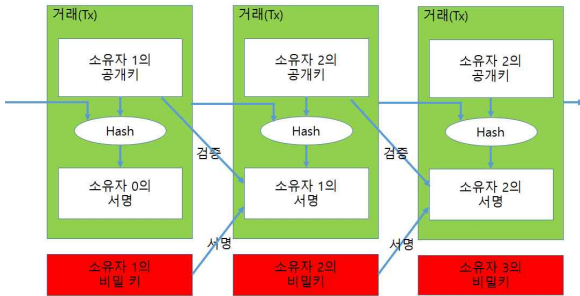 거래(Tx)
소유자 1의
공개키
Hash
소유자 0의
서명
소유자 1의
비밀 키
검증
서명
거래(Tx)
소유자 2의
공개키
Hash
소유자 1의
서명
소유자 2의
비밀키
검증
서명
거래(Tx)
소유자 2의
공개키
Hash
소유자 2의
서명
소유자 3의
비밀키